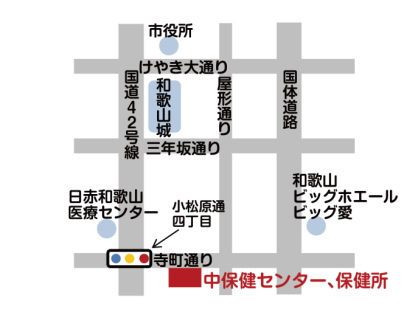 市役所
けやき大通り
国道42号線
和歌山城
屋形通り
国体道路
三年坂通り
日赤和歌山
医療センター
小松原通
四丁目
和歌山
ビッグホエール
ビッグ愛
寺町通り
中保健センター、保健所